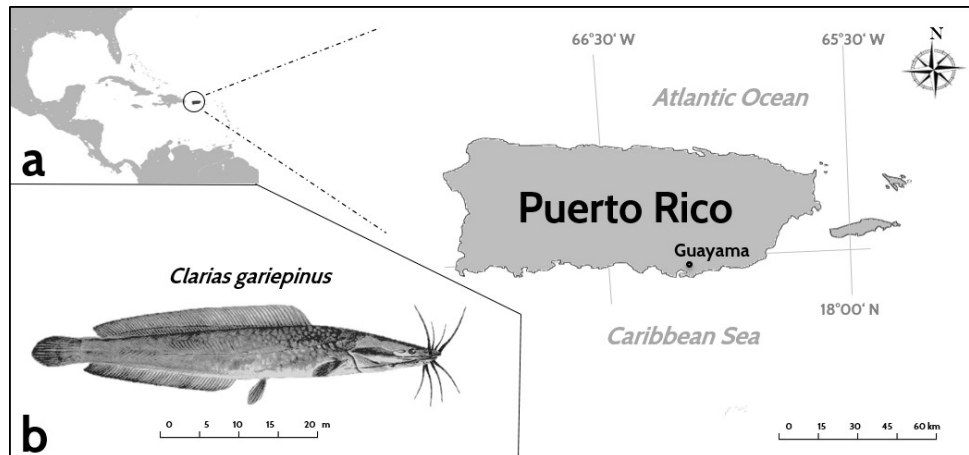 66°30' W
65°30' W
N
Atlantic Ocean
a
Puerto Rico
Guayama
Clarias gariepinus
18°00' N
Caribbean Sea
b
0 5 10 15 20 m
0 15 30 45 60 km